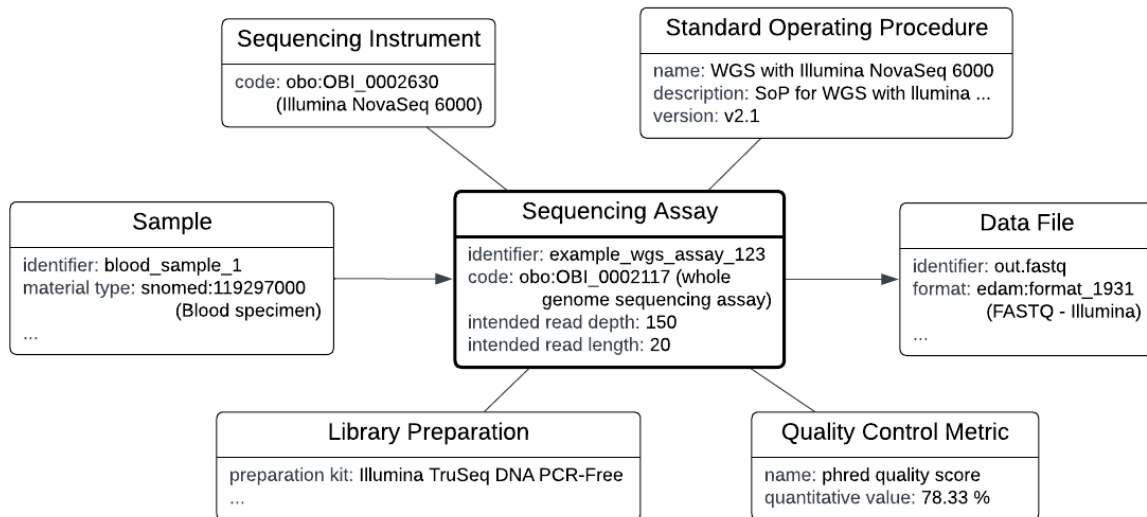 Sequencing Instrument
code: obo:OBI_0002630
(Illumina NovaSeq 6000)
Standard Operating Procedure
name: WGS with Illumina NovaSeq 6000
description: SoP for WGS with Ilumina ...
version: v2.1
Sample
identifier: blood_sample_1
material type: snomed:119297000
(Blood specimen)
...
Sequencing Assay
identifier: example_wgs_assay_123
code: obo:OBI_0002117 (whole
genome sequencing assay)
intended read depth: 150
intended read length: 20
Data File
identifier: out.fastq
format: edam:format_1931
(FASTQ - Illumina)
...
Library Preparation
preparation kit: Illumina TruSeq DNA PCR-Free
...
Quality Control Metric
name: phred quality score
quantitative value: 78.33 %